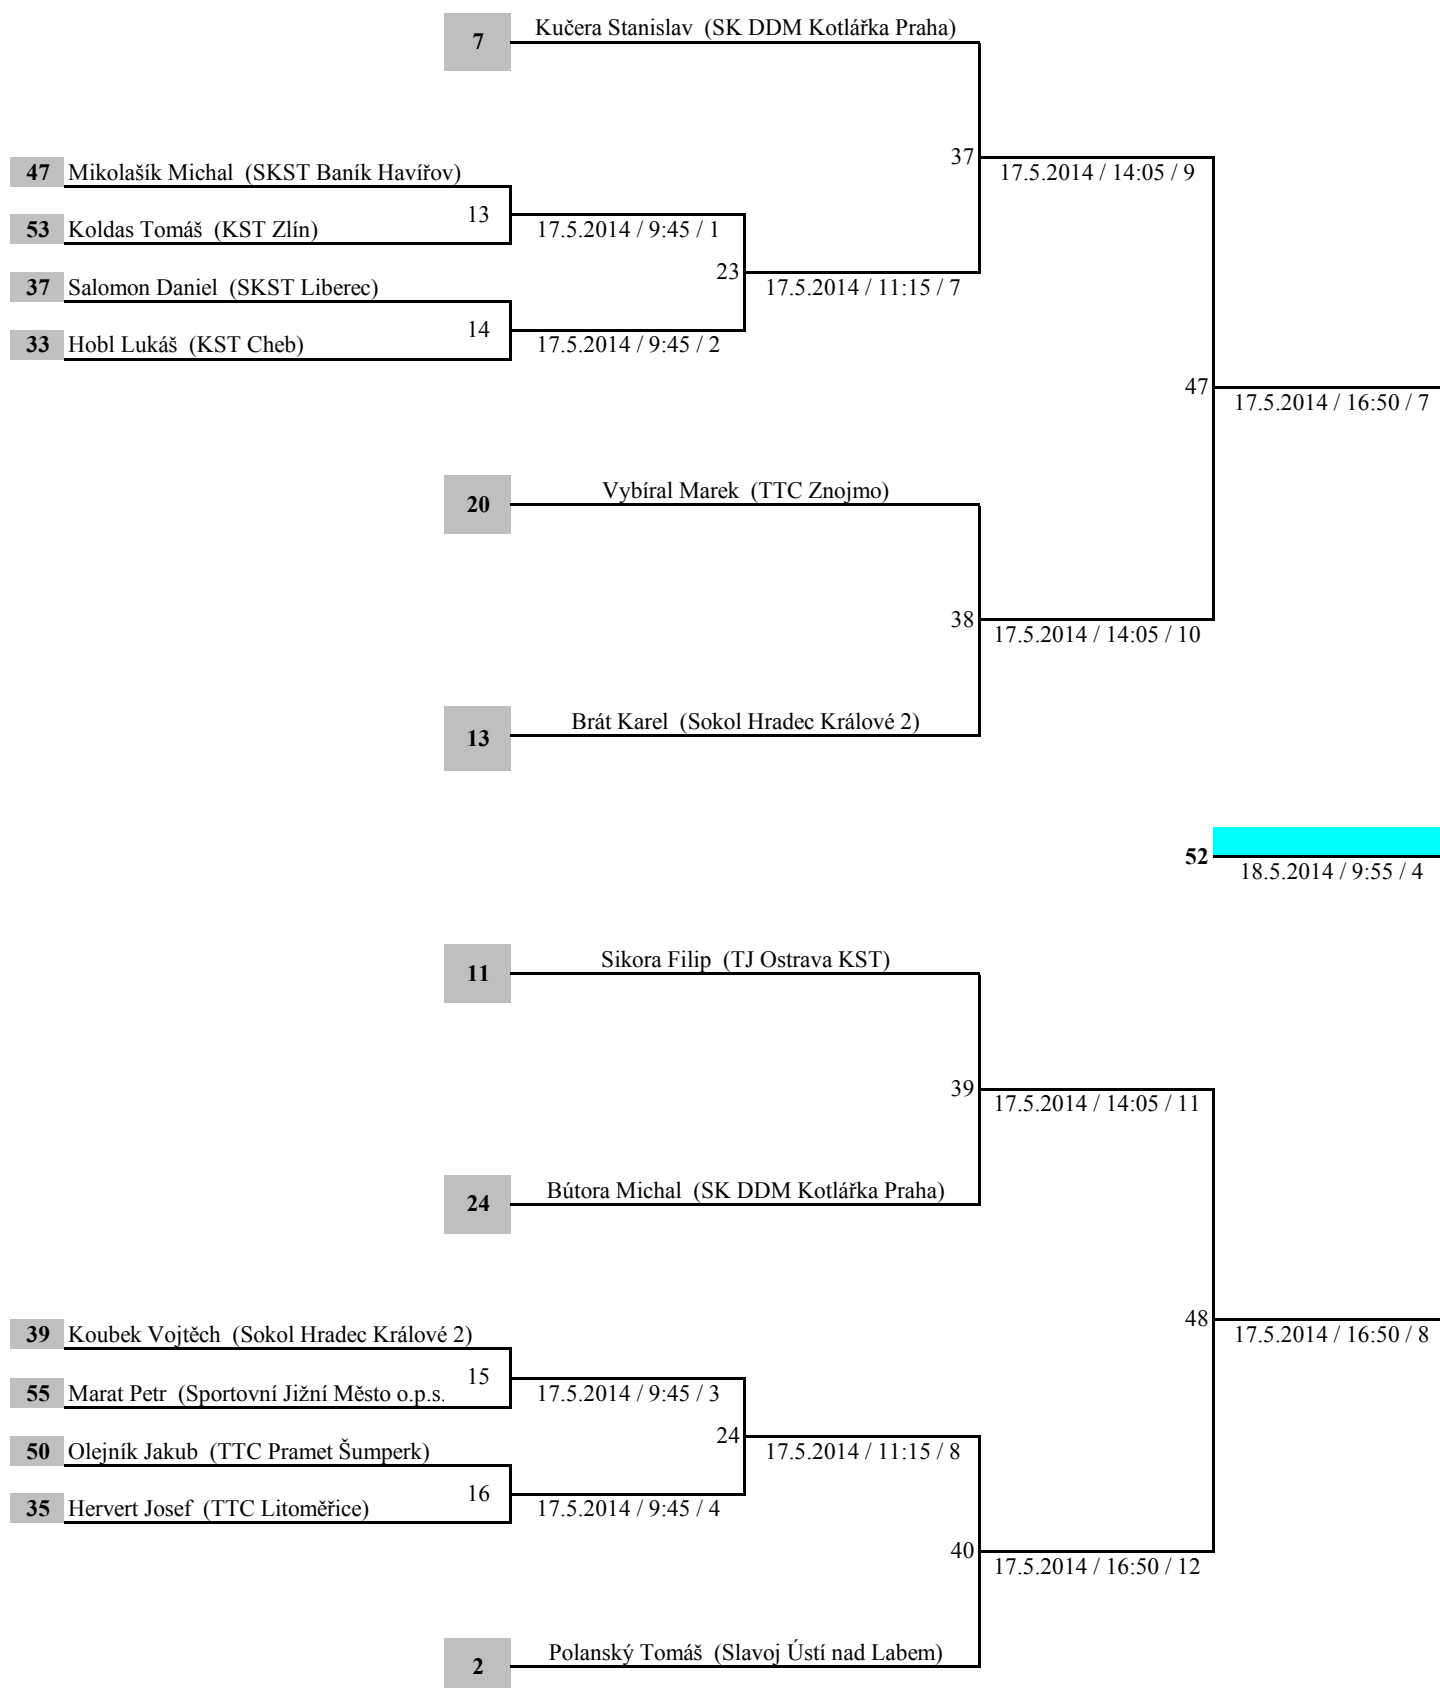 7 Kučera Stanislav (SK DDM Kotlářka Praha)
37 17.5.2014 / 14:05 / 9
47 Mikolašík Michal (SKST Baník Havířov)
13 17.5.2014 / 9:45 / 1
53 Koldas Tomáš (KST Zlín)
23 17.5.2014 / 11:15 / 7
37 Salomon Daniel (SKST Liberec)
14 17.5.2014 / 9:45 / 2
33 Hobl Lukáš (KST Cheb)
47 17.5.2014 / 16:50 / 7
20 Vybíral Marek (TTC Znojmo)
38 17.5.2014 / 14:05 / 10
13 Brát Karel (Sokol Hradec Králové 2)
52 18.5.2014 / 9:55 / 4
11 Sikora Filip (TJ Ostrava KST)
39 17.5.2014 / 14:05 / 11
24 Bútora Michal (SK DDM Kotlářka Praha)
48 17.5.2014 / 16:50 / 8
39 Koubek Vojtěch (Sokol Hradec Králové 2)
15 17.5.2014 / 9:45 / 3
55 Marat Petr (Sportovní Jižní Město o.p.s.
24 17.5.2014 / 11:15 / 8
50 Olejník Jakub (TTC Pramet Šumperk)
16 17.5.2014 / 9:45 / 4
35 Hervert Josef (TTC Litoměřice)
40 17.5.2014 / 16:50 / 12
2 Polanský Tomáš (Slavoj Ústí nad Labem)